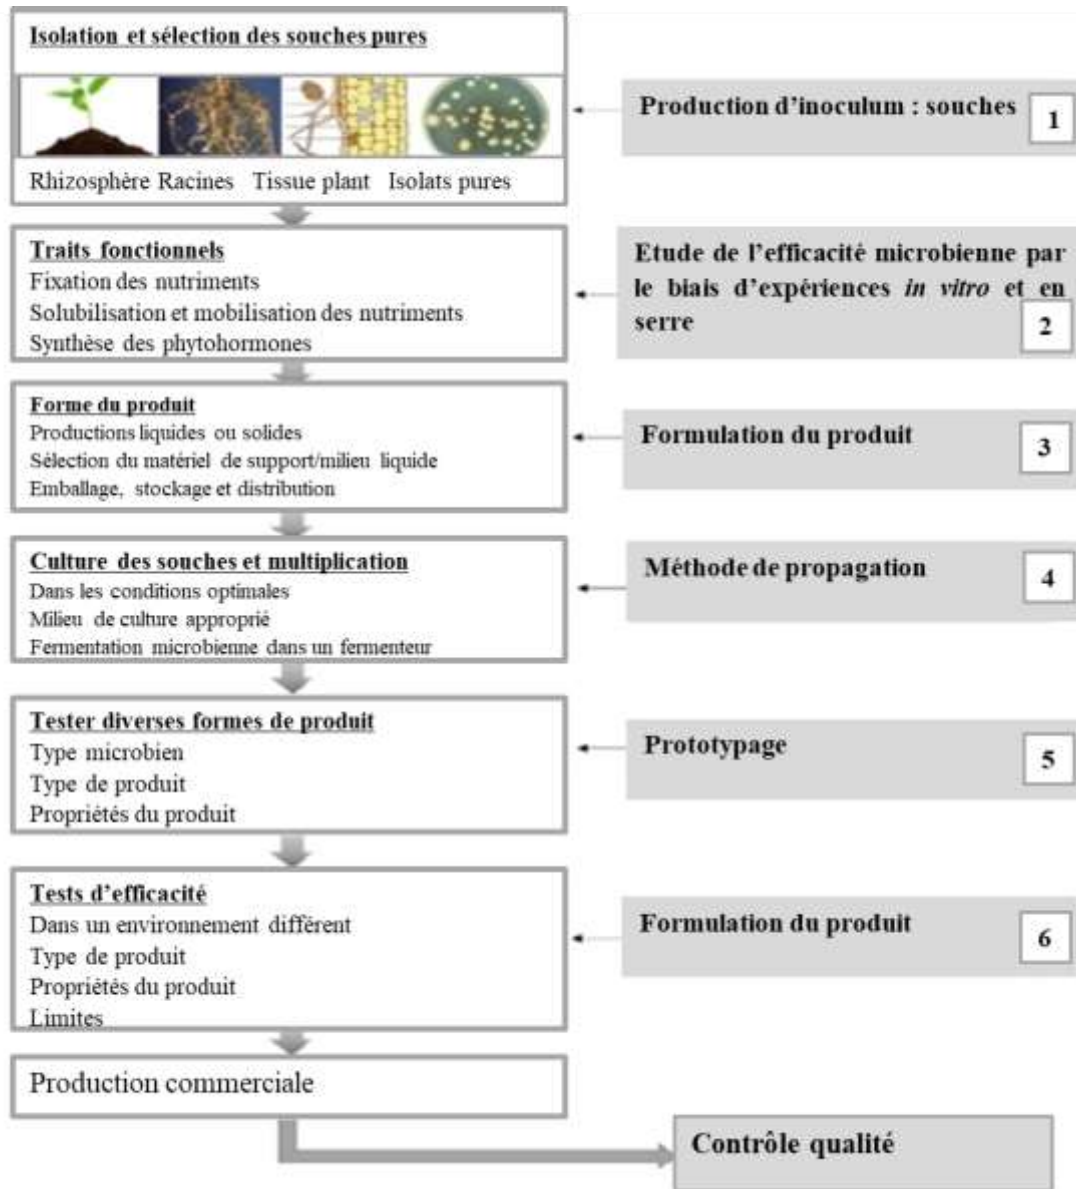 Isolation et sélection des souches pures
Rhizosphère Racines Tissue plant Isolats pures
Production d'inoculum : souches
1
Traits fonctionnels
Fixation des nutriments
Solubilisation et mobilisation des nutriments
Synthèse des phytohormones
Etude de l'efficacité microbienne par
le biais d'expériences in vitro et en
serre
2
Forme du produit
Productions liquides ou solides
Sélection du matériel de support/milieu liquide
Emballage, stockage et distribution
Formulation du produit
3
Culture des souches et multiplication
Dans les conditions optimales
Milieu de culture approprié
Fermentation microbienne dans un fermenteur
Méthode de propagation
4
Tester diverses formes de produit
Type microbien
Type de produit
Propriétés du produit
Prototypage
5
Tests d'efficacité
Dans un environnement différent
Type de produit
Propriétés du produit
Limites
Formulation du produit
6
Production commerciale
Contrôle qualité